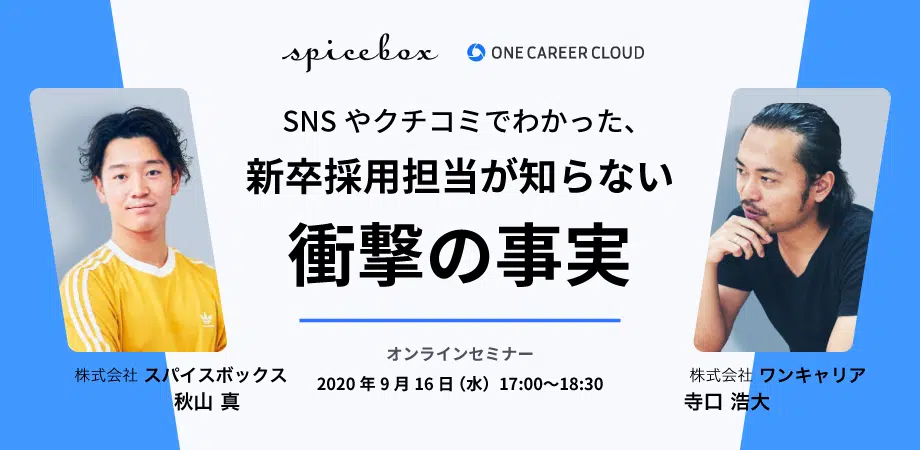 spicebox ONE CAREER CLOUD
SNS やクチコミでわかった、
新卒採用担当が知らない
衝撃の事実
オンラインセミナー
2020 年 9 月 16 日 (水) 17:00〜18:30
株式会社 スパイスボックス
秋山 真
株式会社 ワンキャリア
寺口 浩大